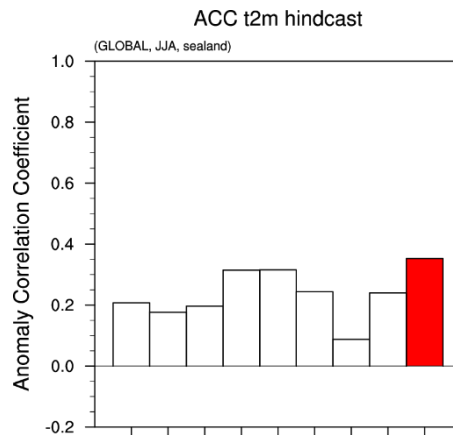 ACC t2m hindcast
(GLOBAL, JJA, sealand)
Anomaly Correlation Coefficient
1.0
0.8
0.6
0.4
0.2
0.0
-0.2